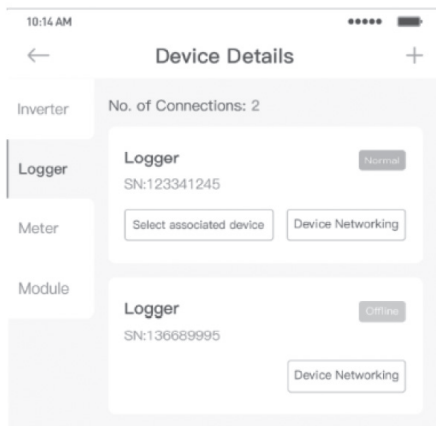 10:14 AM
Device Details
Inverter
Logger
Meter
Module
No. of Connections: 2
Logger
Normal
SN:123341245
Select associated device
Device Networking
Logger
Offline
SN:136689995
Device Networking